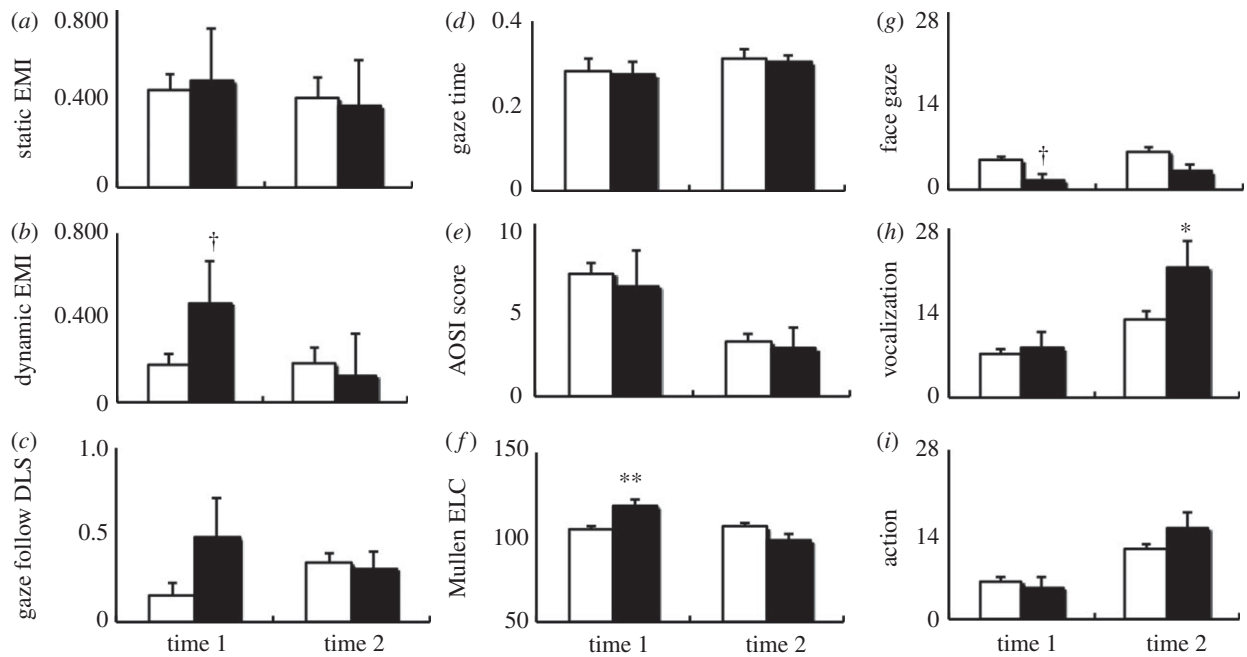 (a)
0.800
0.400
0
static EMI
(b)
0.800
0.400
0
dynamic EMI
†
(c)
1.0
0.5
0
gaze follow DLS
time 1 time 2
(d)
0.4
0.2
0
gaze time
(e)
10
5
0
AOSI score
(f)
150
100
50
Mullen ELC
**
time 1 time 2
(g)
28
14
0
face gaze
†
(h)
28
14
0
vocalization
*
(i)
28
14
0
action
time 1 time 2